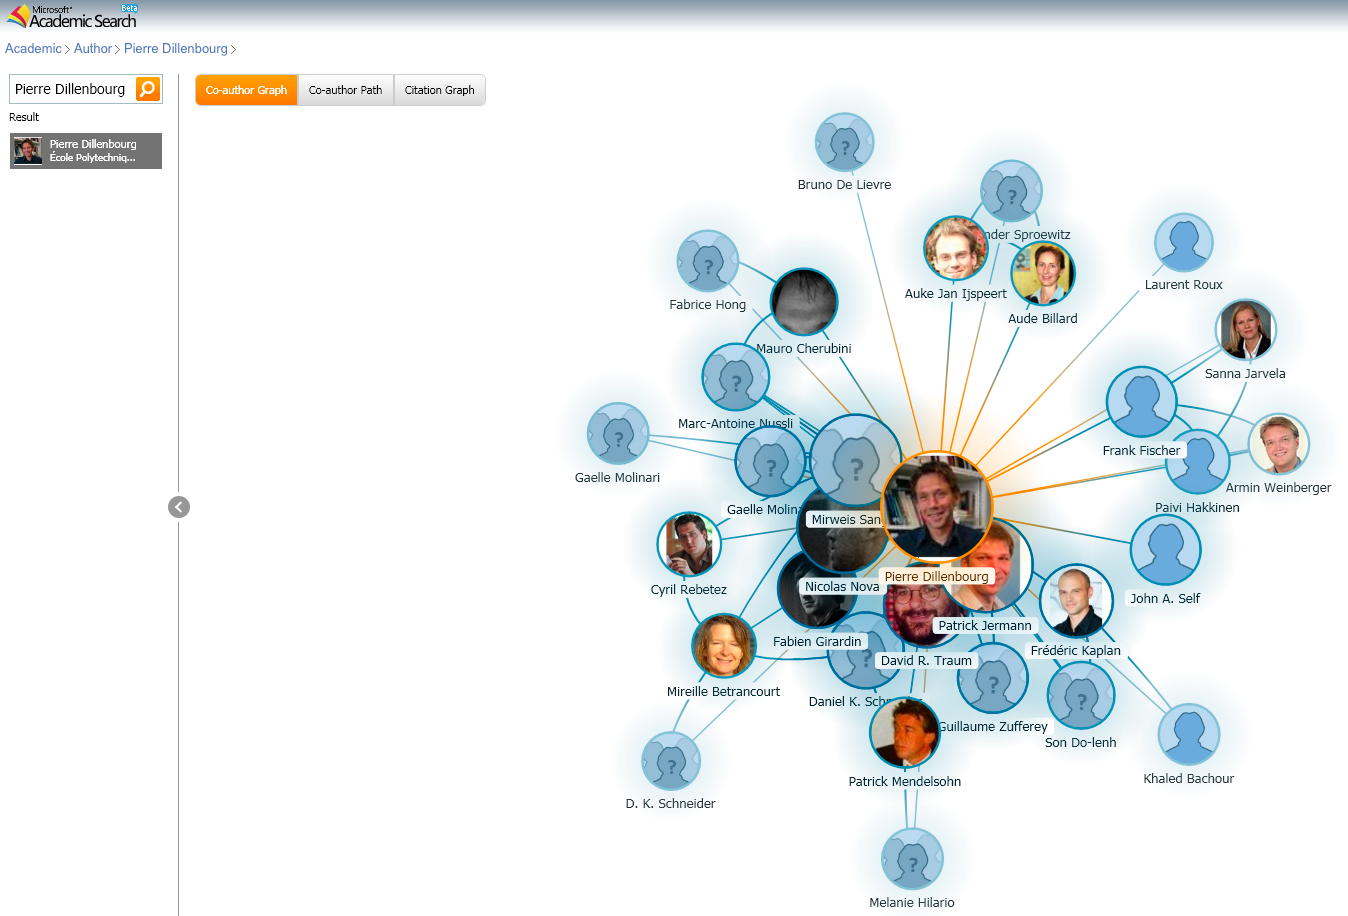 Microsoft®
Academic Search
Beta
Academic > Author > Pierre Dillenbourg >
Pierre Dillenbourg
Result
Pierre Dillenbourg
École Polytechniq...
Co-author Graph
Co-author Path
Citation Graph
Bruno De Lievre
nder Sproewitz
Auke Jan Ijspeert
Aude Billard
Laurent Roux
Fabrice Hong
Mauro Cherubini
Sanna Jarvela
Marc-Antoine Nussli
Frank Fischer
Gaelle Molinari
Armin Weinberger
Paivi Hakkinen
Gaelle Molina
Mirweis San
Pierre Dillenbourg
Nicolas Nova
Cyril Rebetez
John A. Self
Patrick Jermann
Fabien Girardin
Frédéric Kaplan
David R. Traum
Mireille Betrancourt
Daniel K. Sch
Guillaume Zufferey
Son Do-lenh
Patrick Mendelsohn
Khaled Bachour
D. K. Schneider
Melanie Hilario